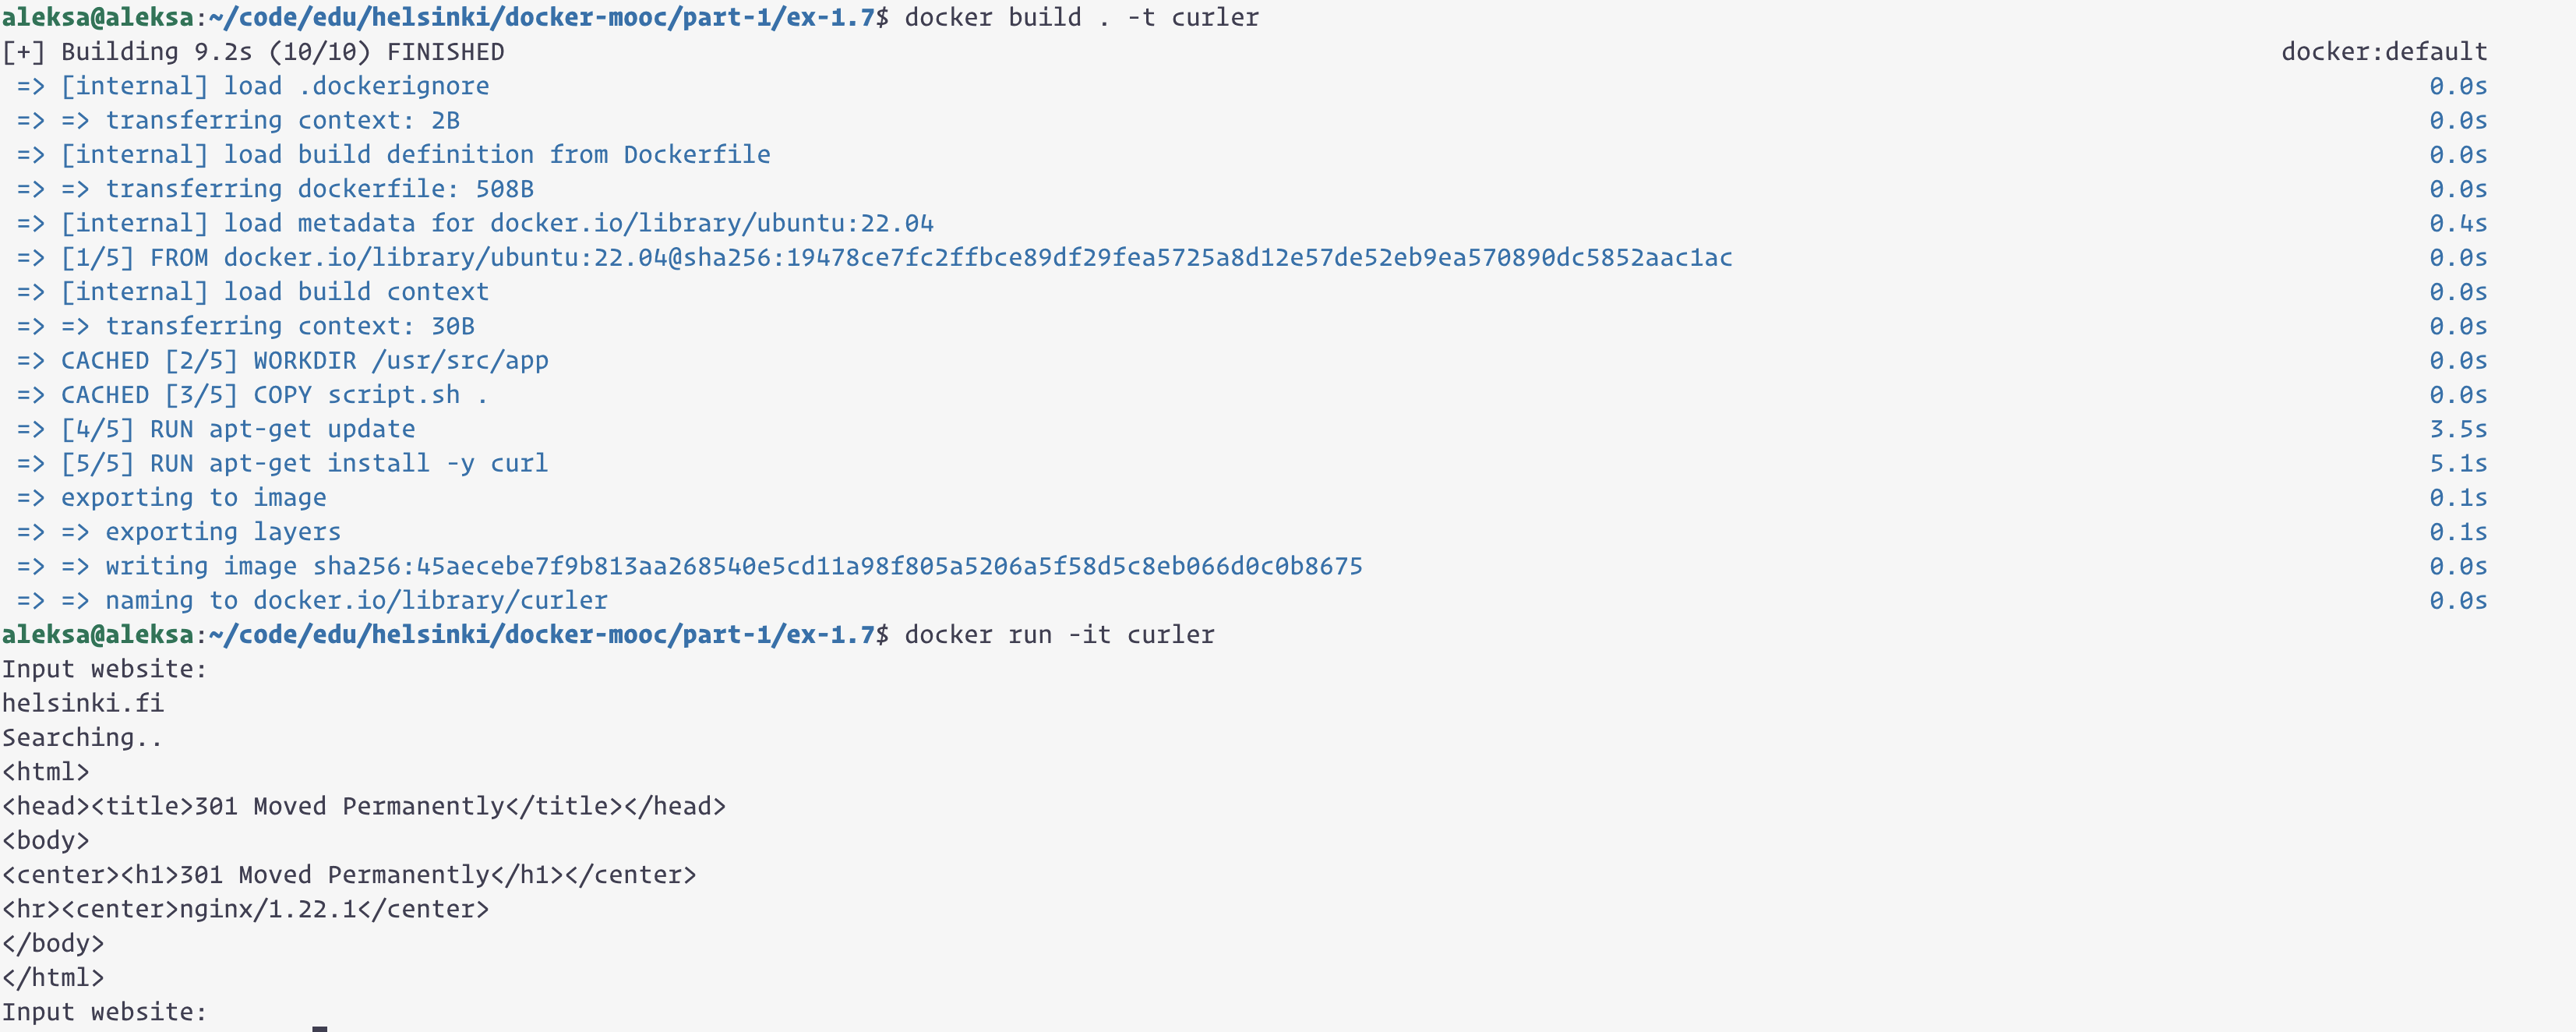 aleksa@aleksa:~/code/edu/helsinki/docker-mooc/part-1/ex-1.7$ docker build . -t curler
[+] Building 9.2s (10/10) FINISHED docker:default
=> [internal] load .dockerignore 0.0s
=> => transferring context: 2B 0.0s
=> [internal] load build definition from Dockerfile 0.0s
=> => transferring dockerfile: 508B 0.0s
=> [internal] load metadata for docker.io/library/ubuntu:22.04 0.4s
=> [1/5] FROM docker.io/library/ubuntu:22.04@sha256:19478ce7fc2ffbce89df29fea5725a8d12e57de52eb9ea570890dc5852aac1ac 0.0s
=> [internal] load build context 0.0s
=> => transferring context: 30B 0.0s
=> CACHED [2/5] WORKDIR /usr/src/app 0.0s
=> CACHED [3/5] COPY script.sh . 0.0s
=> [4/5] RUN apt-get update 3.5s
=> [5/5] RUN apt-get install -y curl 5.1s
=> exporting to image 0.1s
=> => exporting layers 0.1s
=> => writing image sha256:45aecebe7f9b813aa268540e5cd11a98f805a5206a5f58d5c8eb066d0c0b8675 0.0s
=> => naming to docker.io/library/curler 0.0s
aleksa@aleksa:~/code/edu/helsinki/docker-mooc/part-1/ex-1.7$ docker run -it curler
Input website:
helsinki.fi
Searching..
<html>
<head><title>301 Moved Permanently</title></head>
<body>
<center><h1>301 Moved Permanently</h1></center>
<hr><center>nginx/1.22.1</center>
</body>
</html>
Input website: